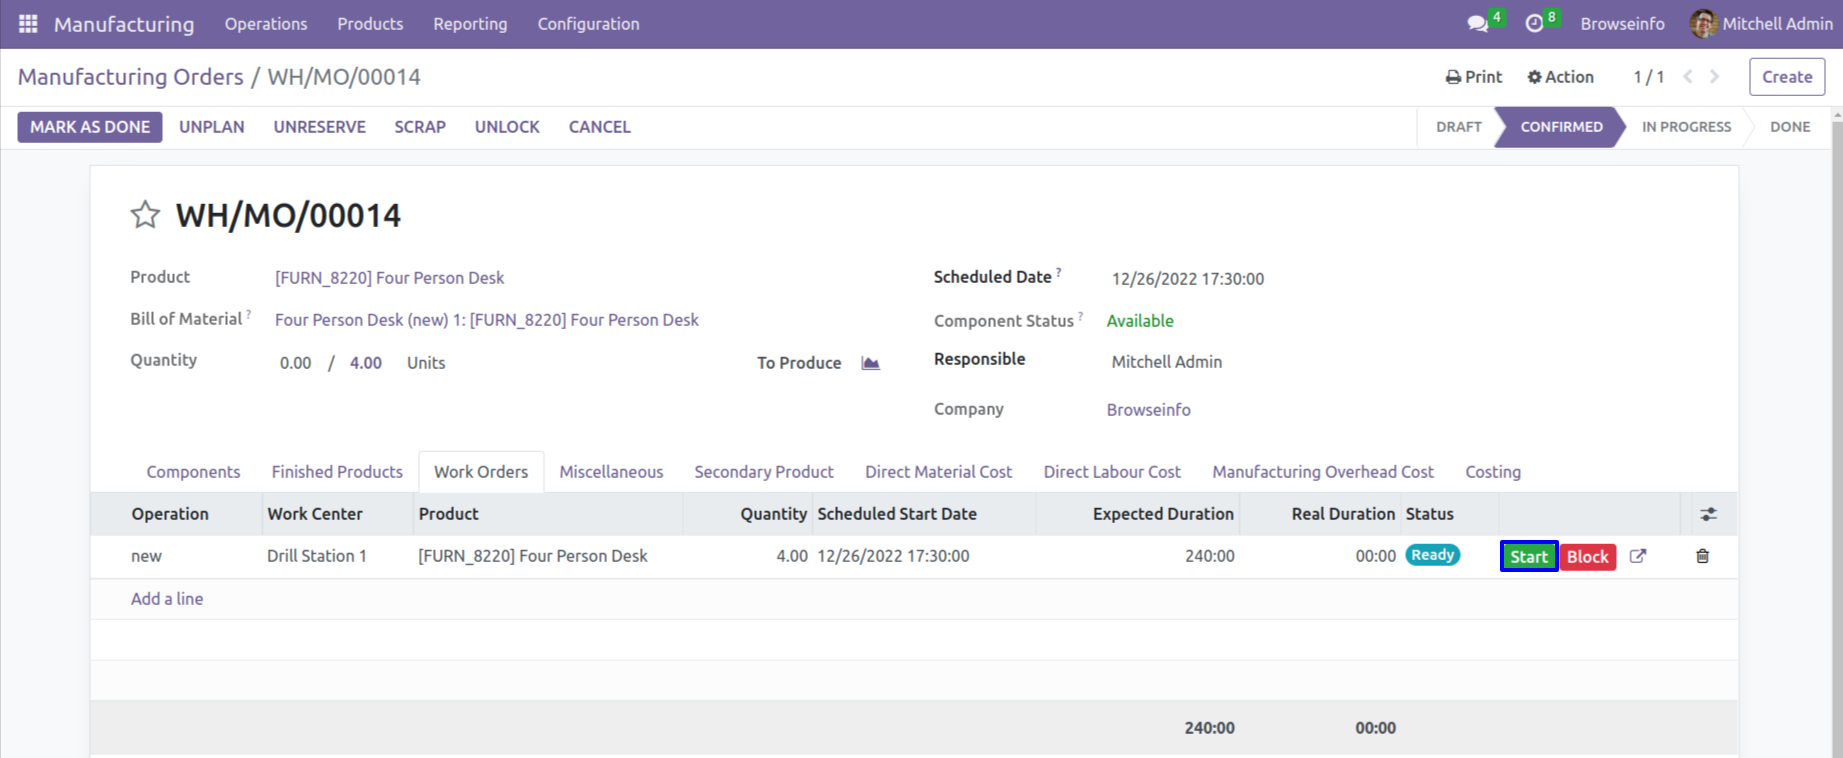 Manufacturing Operations Products Reporting Configuration 4 8 Browseinfo Mitchell Admin
Manufacturing Orders / WH/MO/00014 Print Action 1 / 1 Create
MARK AS DONE UNPLAN UNRESERVE SCRAP UNLOCK CANCEL DRAFT CONFIRMED IN PROGRESS DONE
WH/MO/00014
Product [FURN_8220] Four Person Desk Scheduled Date ? 12/26/2022 17:30:00
Bill of Material ? Four Person Desk (new) 1: [FURN_8220] Four Person Desk Component Status ? Available
Quantity 0.00 / 4.00 Units To Produce Responsible Mitchell Admin
Company Browseinfo
Components Finished Products Work Orders Miscellaneous Secondary Product Direct Material Cost Direct Labour Cost Manufacturing Overhead Cost Costing
Operation Work Center Product Quantity Scheduled Start Date Expected Duration Real Duration Status
new Drill Station 1 [FURN_8220] Four Person Desk 4.00 12/26/2022 17:30:00 240:00 00:00 Ready Start Block
Add a line
240:00 00:00